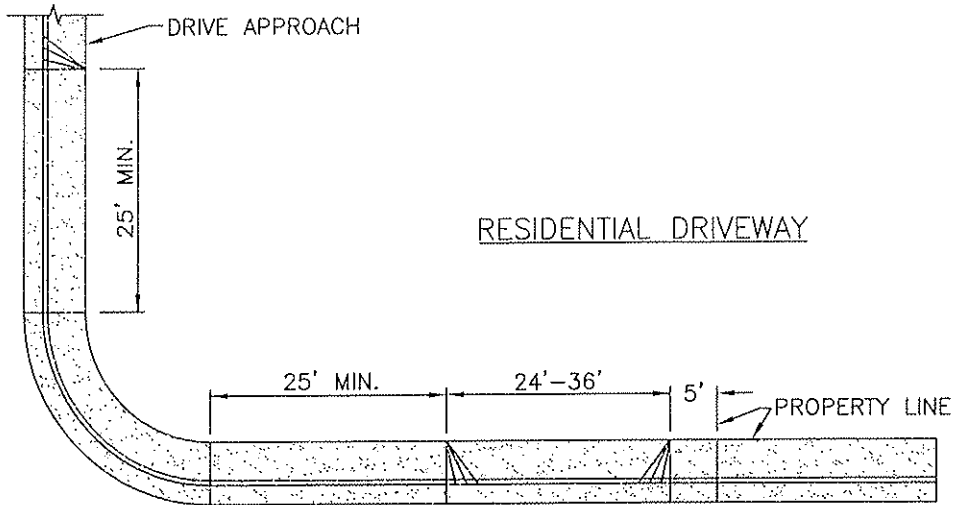 DRIVE APPROACH
25' MIN.
RESIDENTIAL DRIVEWAY
25' MIN.
24'-36'
5'
PROPERTY LINE